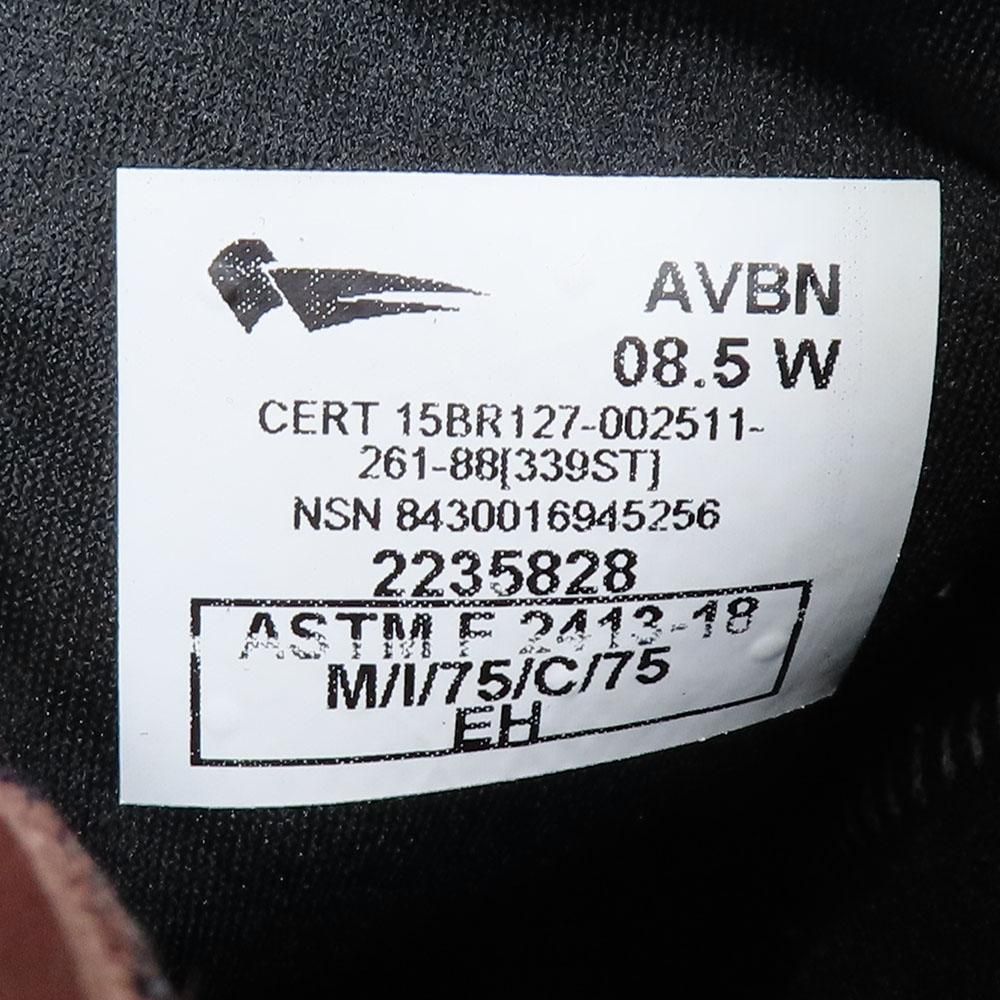 AVBN
08.5 W
CERT 15BR127-002511-
261-88[339ST]
NSN 8430016945256
2235828
ASTM F 2413-18
M/I/75/C/75
EH